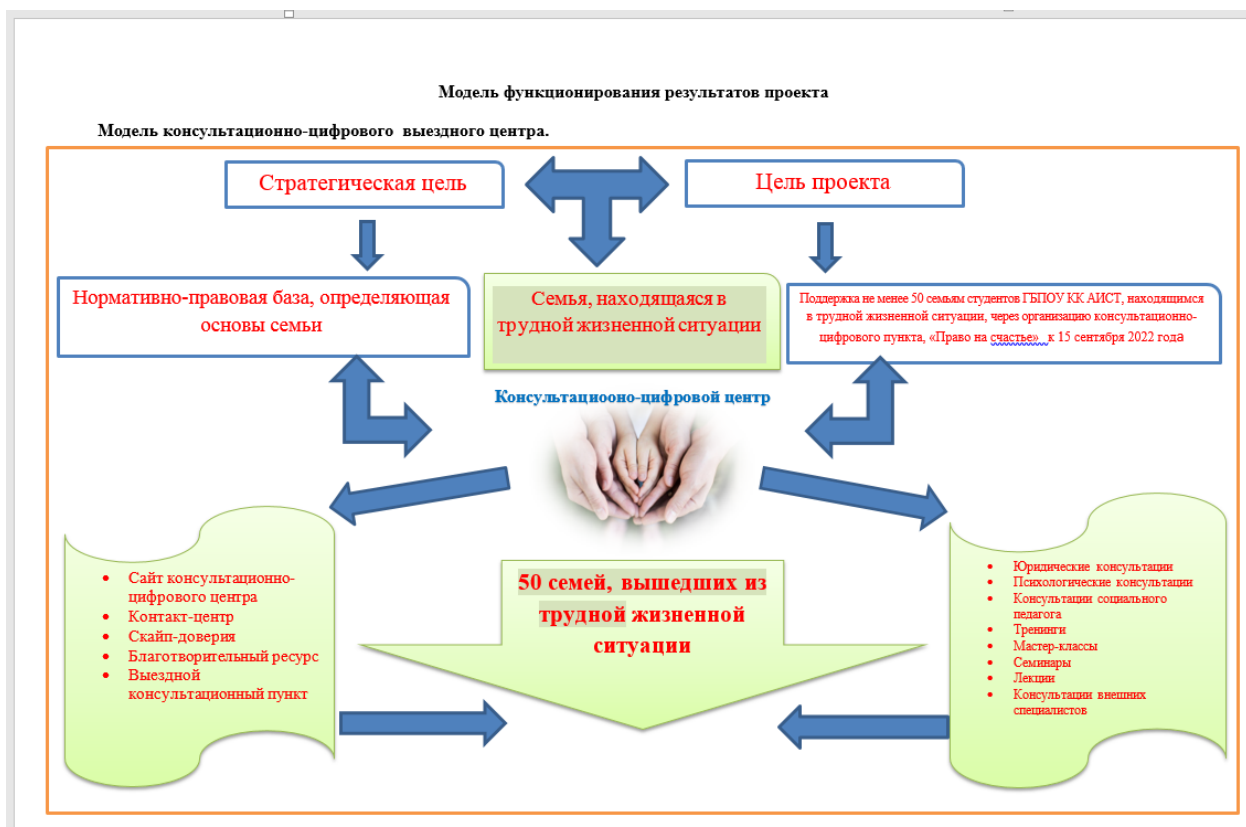 Модель функционирования результатов проекта
Модель консультационно-цифрового выездного центра.
Стратегическая цель
Цель проекта
Нормативно-правовая база, определяющая
основы семьи
Семья, находящаяся в
трудной жизненной ситуации
Поддержка не менее 50 семьям студентов ГБПОУ КК АИСТ, находящимся
в трудной жизненной ситуации, через организацию консультационно-
цифрового пункта, «Право на счастье» к 15 сентября 2022 года
Консультациооно-цифровой центр
• Сайт консультационно-
цифрового центра
• Контакт-центр
• Скайп-доверия
• Благотворительный ресурс
• Выездной
консультационный пункт
50 семей, вышедших из
трудной жизненной
ситуации
• Юридические консультации
• Психологические консультации
• Консультации социального
педагога
• Тренинги
• Мастер-классы
• Семинары
• Лекции
• Консультации внешних
специалистов